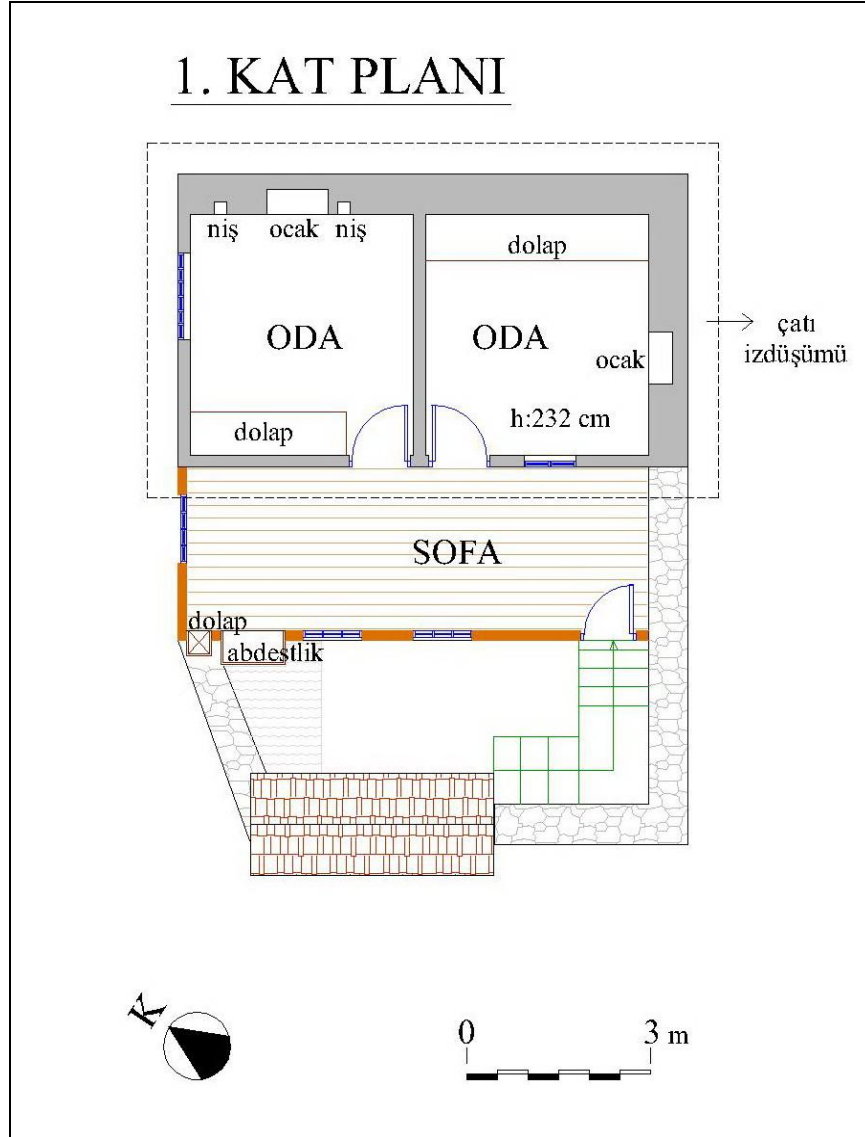 1. KAT PLANI
niş
ocak
niş
dolap
ODA
ODA
çatı
izdüşümü
ocak
dolap
h:232 cm
SOFA
dolap
abdestlik
K
0
3 m